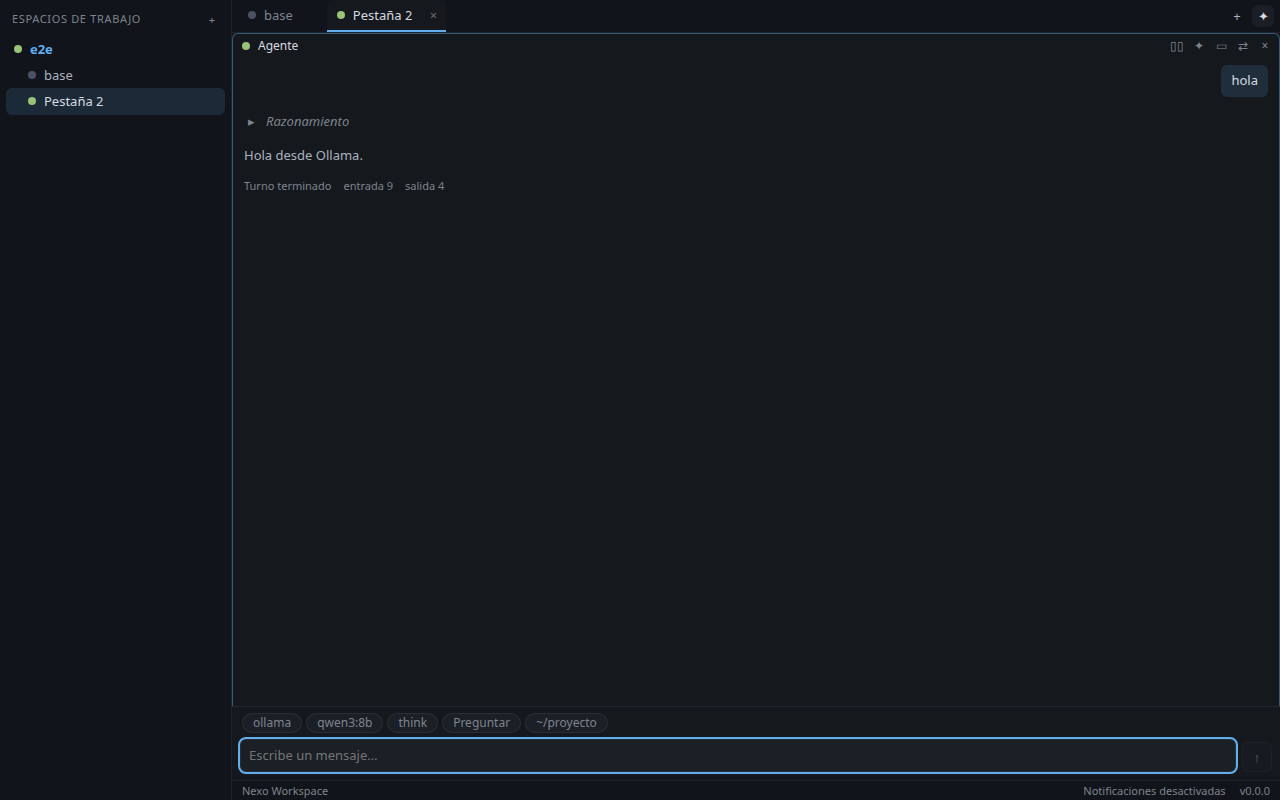 ESPACIOS DE TRABAJO +
e2e
base
Pestaña 2
base
Pestaña 2 ×
+ ✦
Agente
hola
Razonamiento
Hola desde Ollama.
Turno terminado entrada 9 salida 4
ollama qwen3:8b think Preguntar ~/proyecto
Escribe un mensaje...
↑
Nexo Workspace
Notificaciones desactivadas v0.0.0